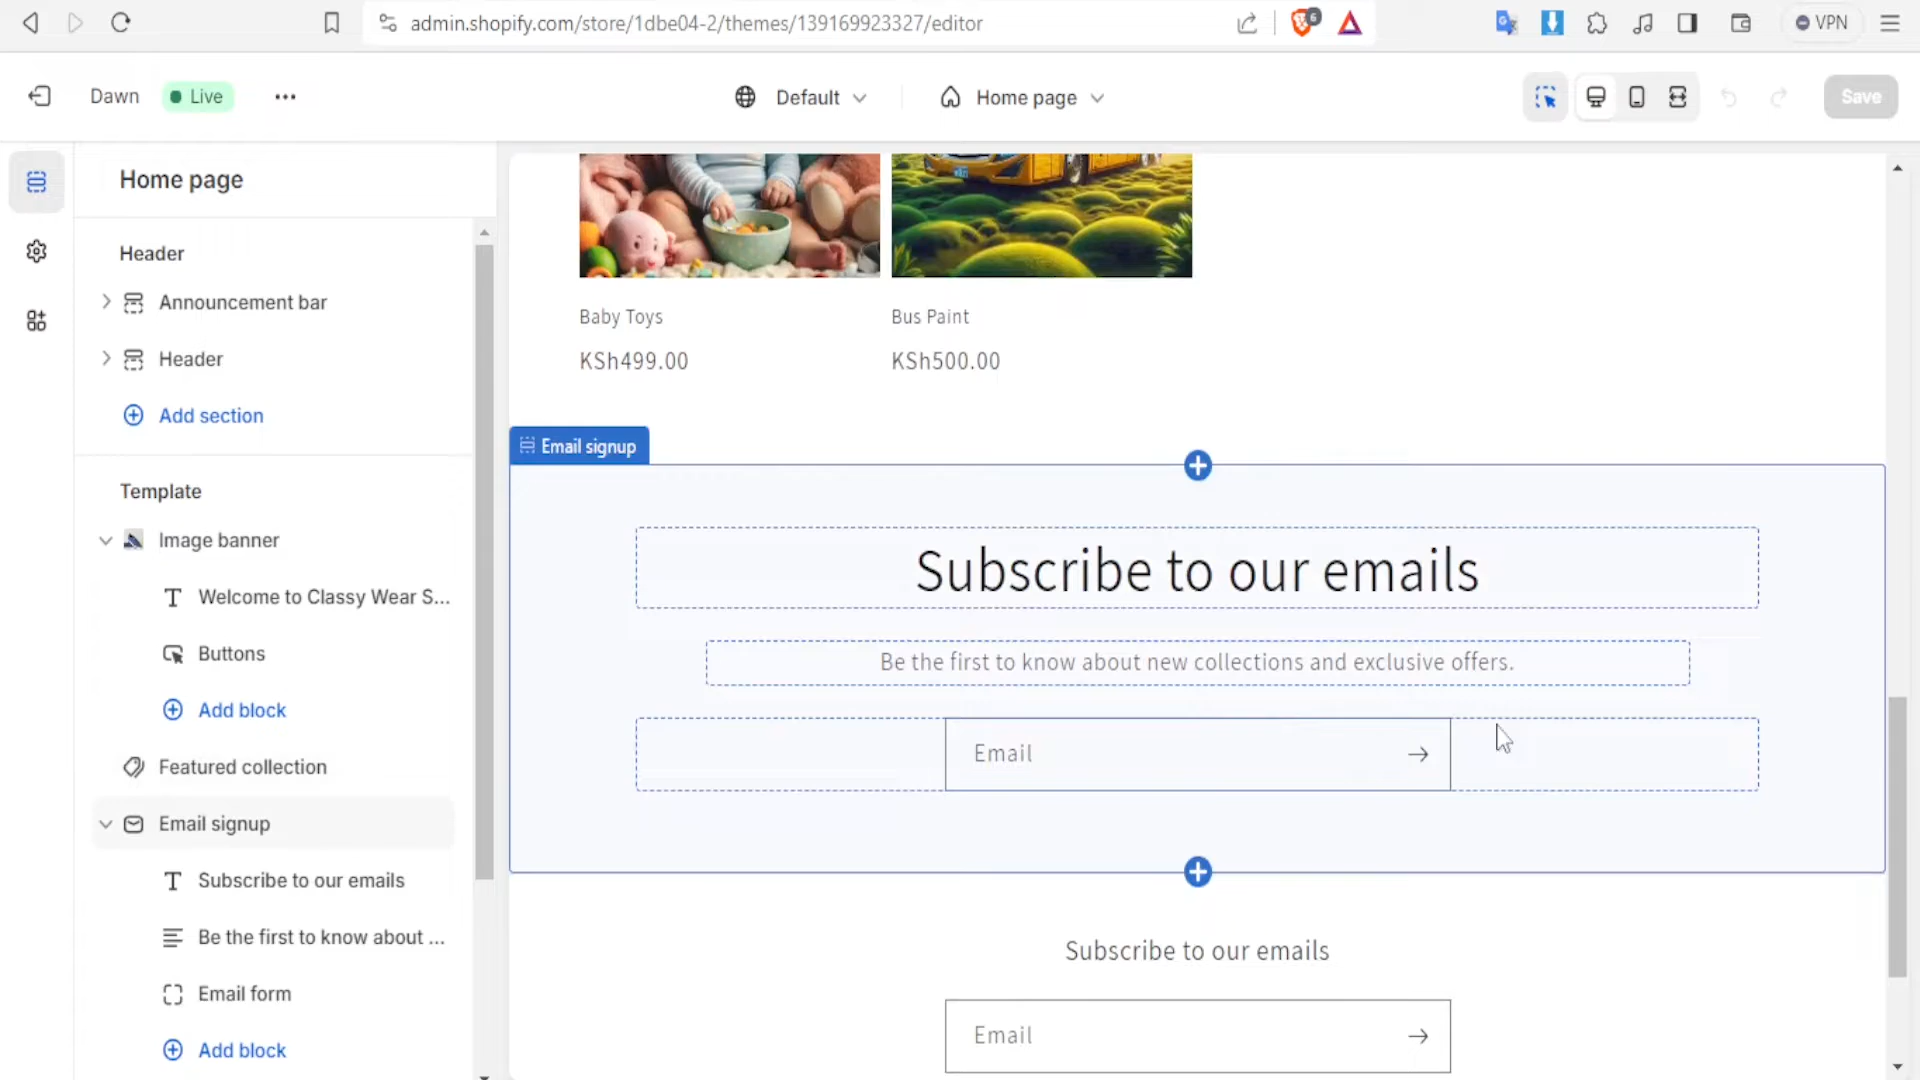 admin.shopify.com/store/1dbe04-2/themes/139169923327/editor
6
VPN
Dawn
Live
Default
Home page
Save
Home page
Header
Announcement bar
Header
Add section
Template
Image banner
Welcome to Classy Wear S...
Buttons
Add block
Featured collection
Email signup
Subscribe to our emails
Be the first to know about ...
Email form
Add block
Baby Toys
Bus Paint
KSh499.00
KSh500.00
Email signup
Subscribe to our emails
Be the first to know about new collections and exclusive offers.
Email
Subscribe to our emails
Email